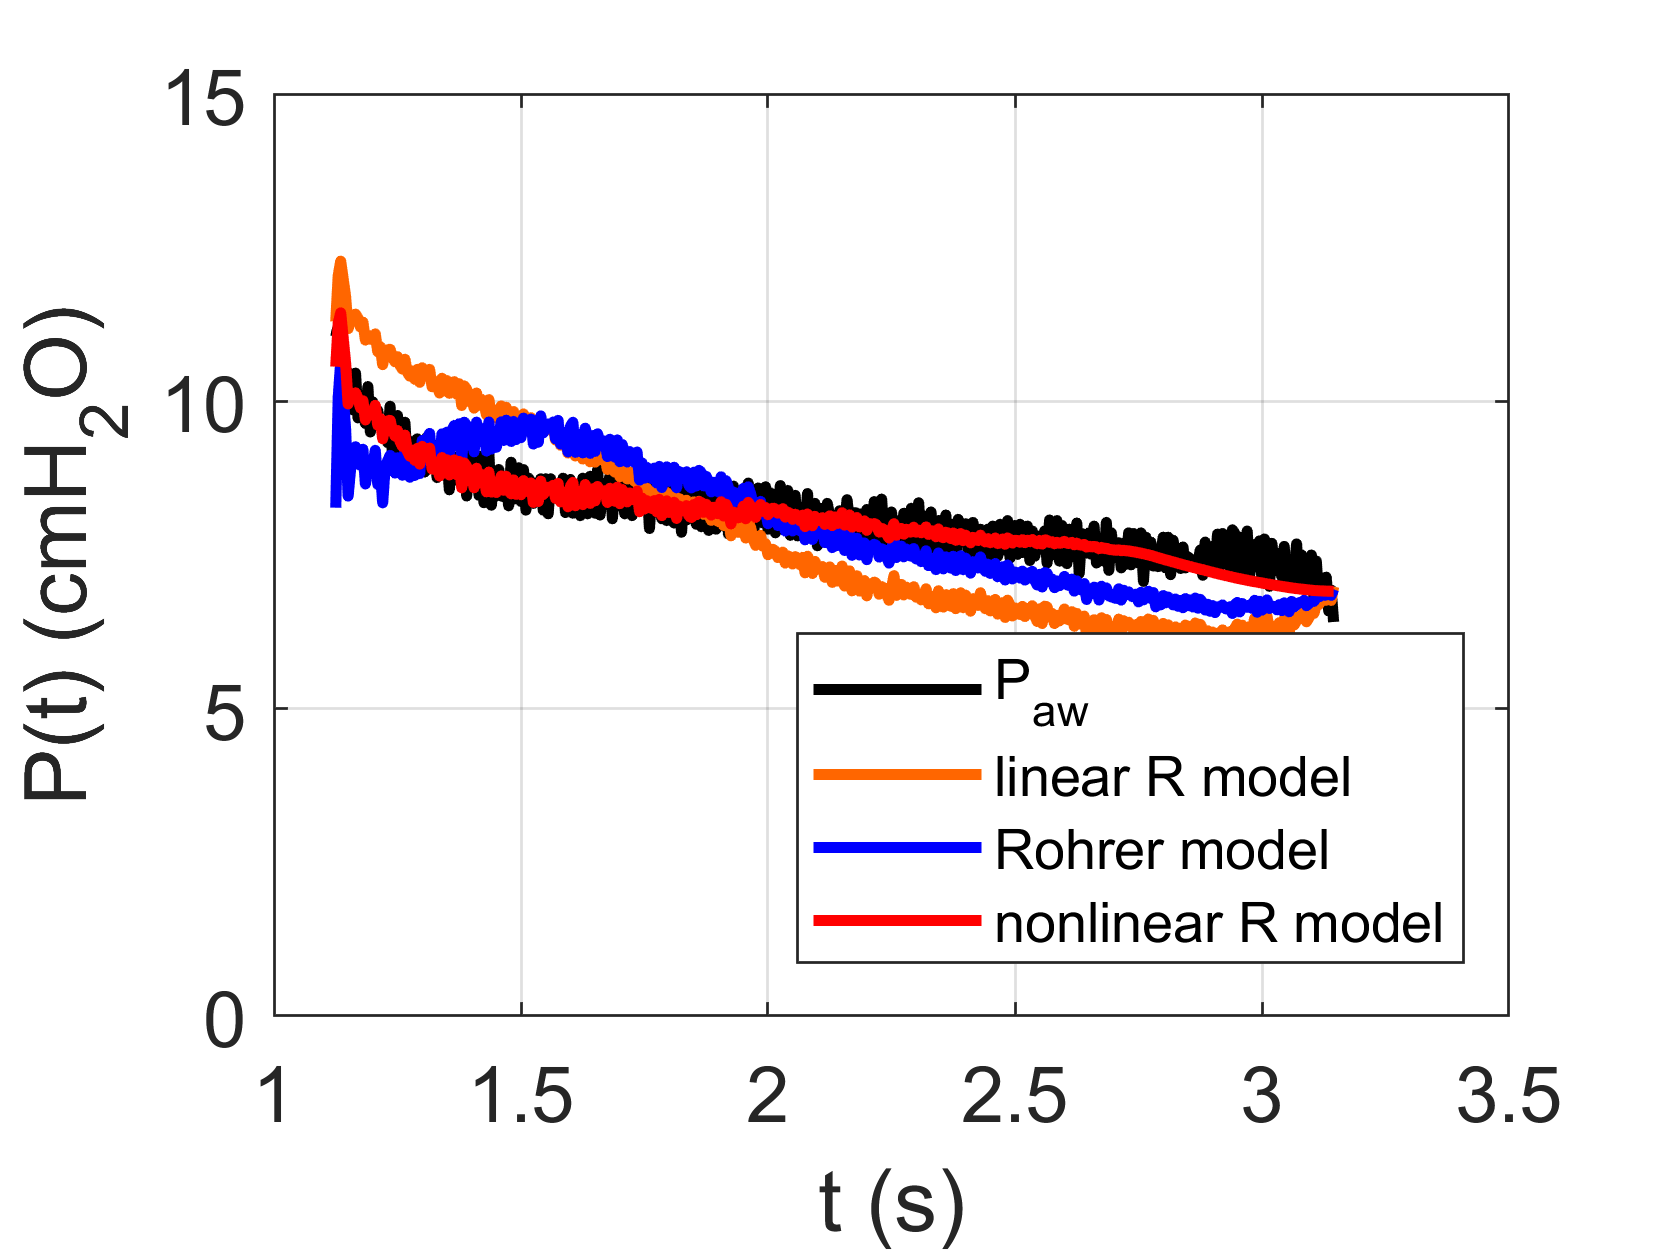 P(t) (cmH2O)
15
10
5
0
1 1.5 2 2.5 3 3.5
t (s)
Paw
linear R model
Rohrer model
nonlinear R model